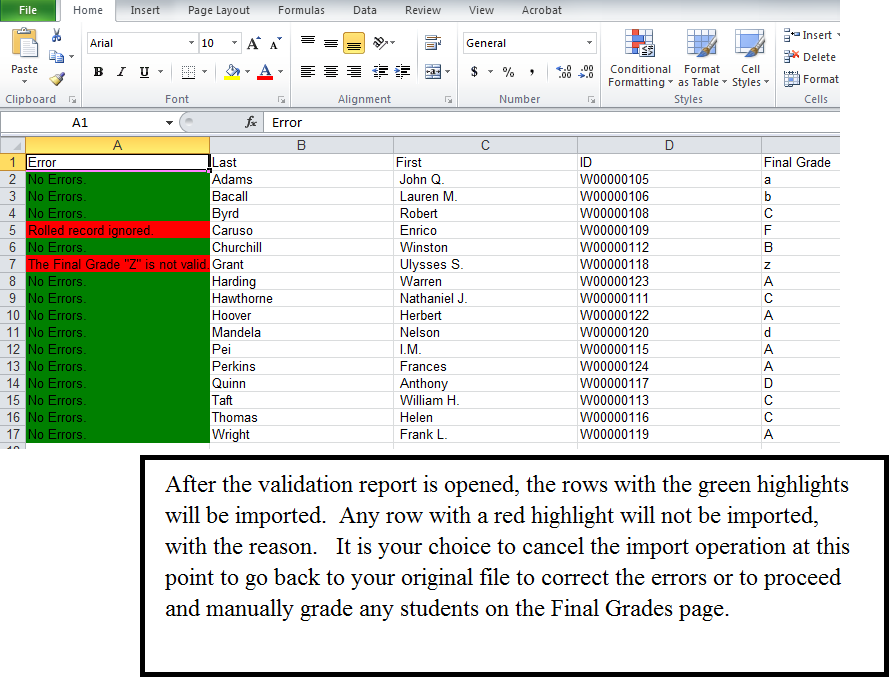 File Home Insert Page Layout Formulas Data Review View Acrobat
Arial 10 A A General Insert
Paste B I U A $ % , .00 .00 Conditional Formatting Format as Table Cell Styles Delete
Format
Clipboard Font Alignment Number Styles Cells
A1 fx Error
A B C D
1 Error Last First ID Final Grade
2 No Errors. Adams John Q. W00000105 a
3 No Errors. Bacall Lauren M. W00000106 b
4 No Errors. Byrd Robert W00000108 C
5 Rolled record ignored. Caruso Enrico W00000109 F
6 No Errors. Churchill Winston W00000112 B
7 The Final Grade "Z" is not valid. Grant Ulysses S. W00000118 z
8 No Errors. Harding Warren W00000123 A
9 No Errors. Hawthorne Nathaniel J. W00000111 C
10 No Errors. Hoover Herbert W00000122 A
11 No Errors. Mandela Nelson W00000120 d
12 No Errors. Pei I.M. W00000115 A
13 No Errors. Perkins Frances W00000124 A
14 No Errors. Quinn Anthony W00000117 D
15 No Errors. Taft William H. W00000113 C
16 No Errors. Thomas Helen W00000116 C
17 No Errors. Wright Frank L. W00000119 A
After the validation report is opened, the rows with the green highlights
will be imported. Any row with a red highlight will not be imported,
with the reason. It is your choice to cancel the import operation at this
point to go back to your original file to correct the errors or to proceed
and manually grade any students on the Final Grades page.